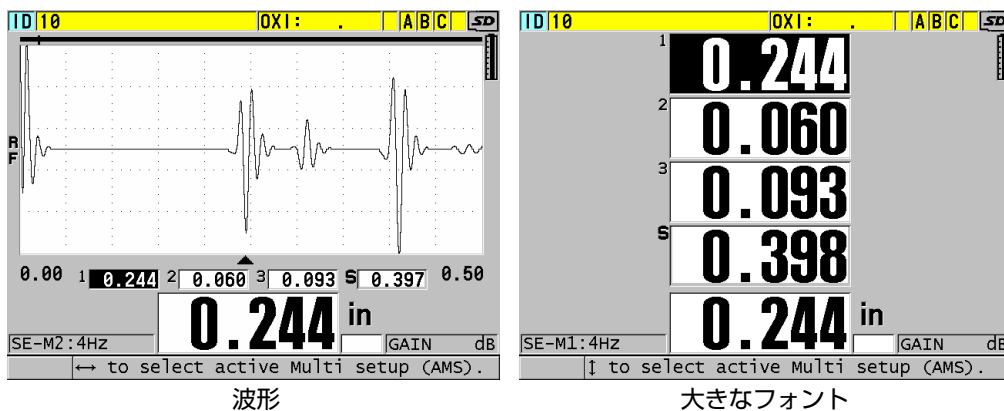 ID 10 OXI: . A B C SD
RF
0.00 1 0.244 2 0.060 3 0.093 S 0.397 0.50
0.244 in
SE-M2:4Hz GAIN dB
↔ to select active Multi setup (AMS).
波形
ID 10 OXI: . A B C SD
1 0.244
2 0.060
3 0.093
S 0.398
0.244 in
SE-M1:4Hz GAIN dB
↕ to select active Multi setup (AMS).
大きなフォント